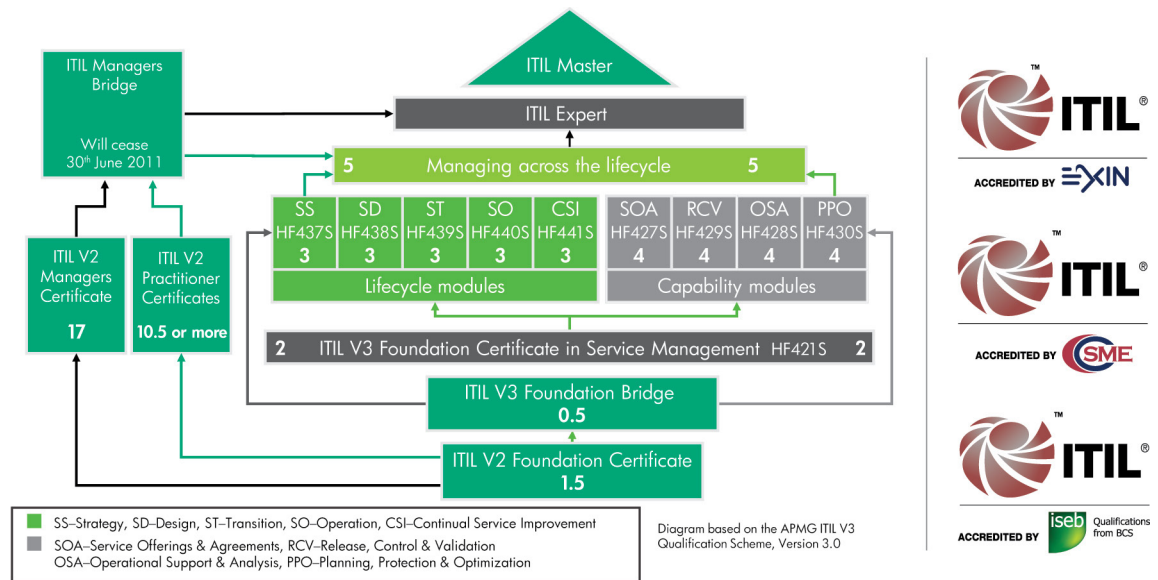 ITIL Master
ITIL Managers
Bridge
Will cease
30th June 2011
ITIL Expert
5 Managing across the lifecycle 5
SS
HF437S
3
SD
HF438S
3
ST
HF439S
3
SO
HF440S
3
CSI
HF441S
3
SOA
HF427S
4
RCV
HF429S
4
OSA
HF428S
4
PPO
HF430S
4
Lifecycle modules
Capability modules
ITIL V2
Managers
Certificate
17
ITIL V2
Practitioner
Certificates
10.5 or more
2 ITIL V3 Foundation Certificate in Service Management HF421S 2
ITIL V3 Foundation Bridge
0.5
ITIL V2 Foundation Certificate
1.5
SS–Strategy, SD–Design, ST–Transition, SO–Operation, CSI–Continual Service Improvement
SOA–Service Offerings & Agreements, RCV–Release, Control & Validation
OSA–Operational Support & Analysis, PPO–Planning, Protection & Optimization
Diagram based on the APMG ITIL V3
Qualification Scheme, Version 3.0
™
ITIL®
ACCREDITED BY EXIN
™
ITIL®
ACCREDITED BY CSME
™
ITIL®
ACCREDITED BY iseb Qualifications
from BCS